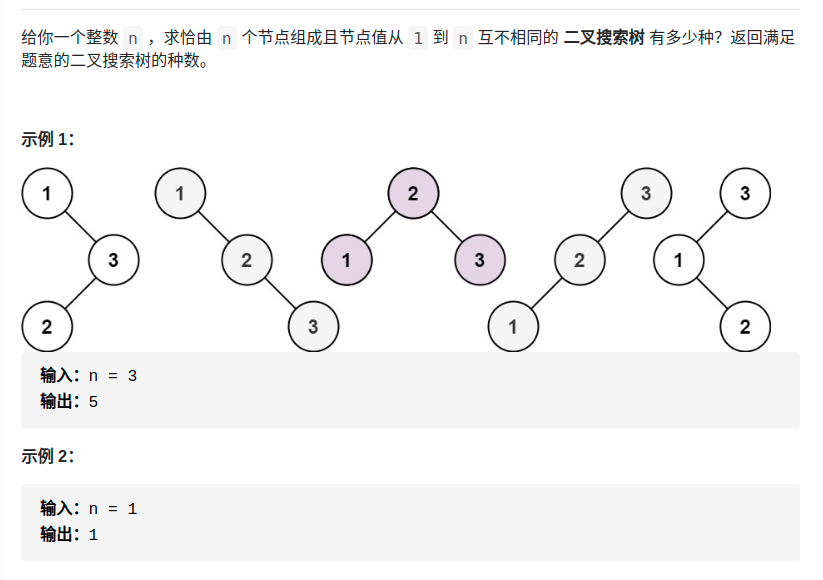 给你一个整数 n ，求恰由 n 个节点组成且节点值从 1 到 n 互不相同的 二叉搜索树 有多少种？返回满足
题意的二叉搜索树的种数。
示例 1：
1 1 2 3 3
3 2 1 3 2 1
2 3 1 2
输入：n = 3
输出：5
示例 2：
输入：n = 1
输出：1